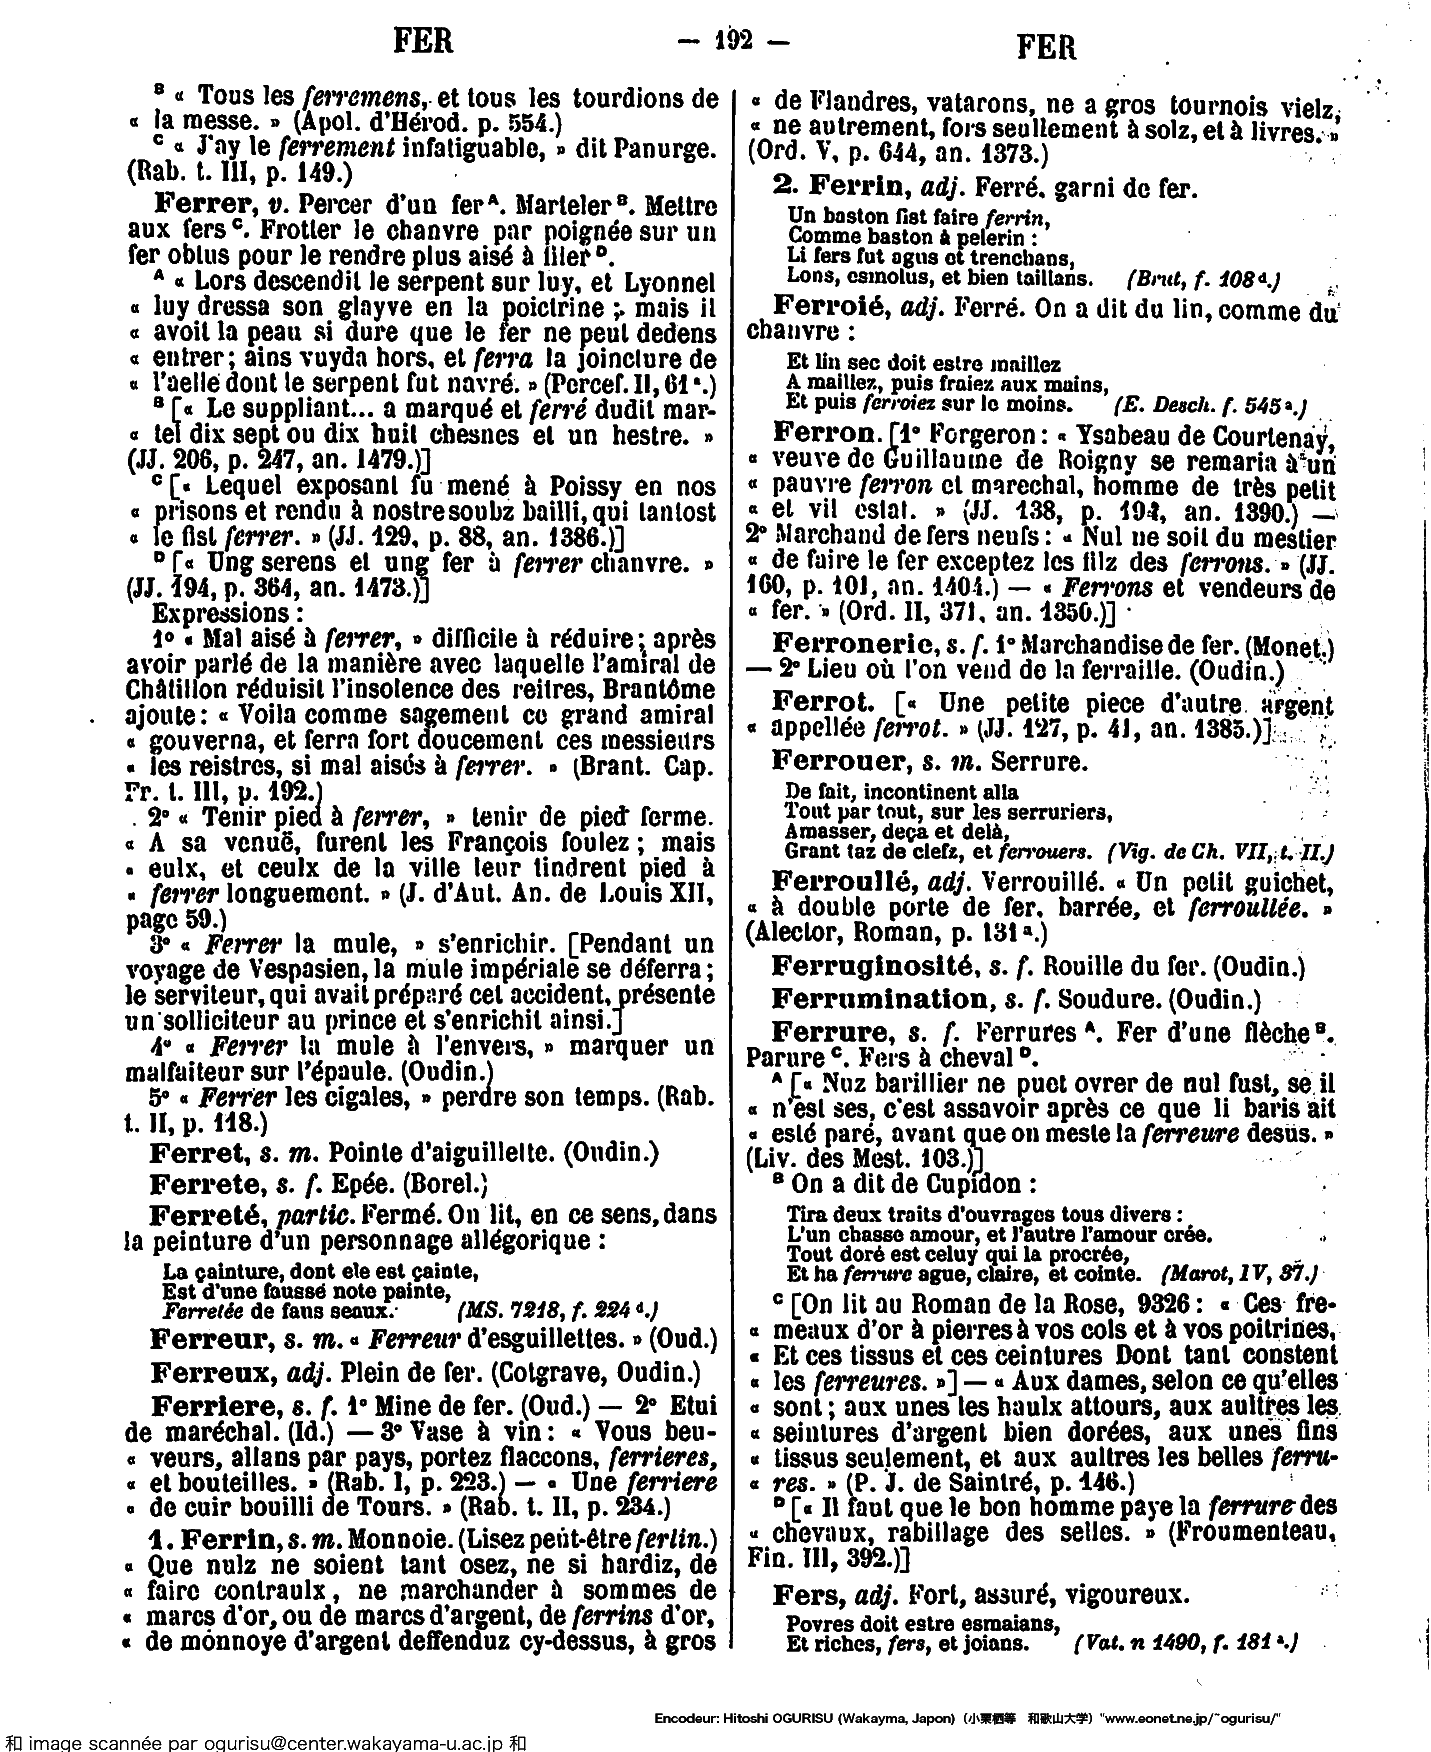 FER
— 192 —
FER
ᴮ « Tous les ferremens, et tous les tourdions de
« la messe. » (Apol. d'Hérod. p. 554.)
ᶜ « J'ay le ferrement infatiguable, » dit Panurge.
(Rab. t. III, p. 149.)
Ferrer, v. Percer d'un fer ᴬ. Marteler ᴮ. Mettre
aux fers ᶜ. Frotter le chanvre par poignée sur un
fer obtus pour le rendre plus aisé à filer ᴰ.
ᴬ « Lors descendit le serpent sur luy, et Lyonnel
« luy dressa son glayve en la poictrine ; mais il
« avoit la peau si dure que le fer ne peut dedens
« entrer ; ains vuyda hors, et ferra la joincture de
« l'aelle dont le serpent fut navré. » (Percef. II, 61 ᵃ.)
ᴮ [« Le suppliant... a marqué et ferré dudit mar-
« tel dix sept ou dix huit chesnes et un hestre. »
(JJ. 206, p. 247, an. 1479.)]
ᶜ [« Lequel exposant fu mené à Poissy en nos
« prisons et rendu à nostre soubz bailli, qui tantost
« le fist ferrer. » (JJ. 129, p. 88, an. 1386.)]
ᴰ [« Ung serens et ung fer à ferrer chanvre. »
(JJ. 194, p. 364, an. 1473.)]
Expressions :
1° « Mal aisé à ferrer, » difficile à réduire ; après
avoir parlé de la manière avec laquelle l'amiral de
Châtillon réduisit l'insolence des reitres, Brantôme
ajoute : « Voila comme sagement ce grand amiral
« gouverna, et ferra fort doucement ces messieurs
« les reistres, si mal aisés à ferrer. » (Brant. Cap.
Fr. t. III, p. 192.)
2° « Tenir pied à ferrer, » tenir de pied ferme.
« A sa venuë, furent les François foulez ; mais
« eulx, et ceulx de la ville leur tindrent pied à
« ferrer longuement. » (J. d'Aut. An. de Louis XII,
page 59.)
3° « Ferrer la mule, » s'enrichir. [Pendant un
voyage de Vespasien, la mule impériale se déferra ;
le serviteur, qui avait préparé cet accident, présente
un solliciteur au prince et s'enrichit ainsi.]
4° « Ferrer la mule à l'envers, » marquer un
malfaiteur sur l'épaule. (Oudin.)
5° « Ferrer les cigales, » perdre son temps. (Rab.
t. II, p. 118.)
Ferret, s. m. Pointe d'aiguillette. (Oudin.)
Ferrete, s. f. Epée. (Borel.)
Ferreté, partic. Fermé. On lit, en ce sens, dans
la peinture d'un personnage allégorique :
La çainture, dont ele est çainte,
Est d'une fausse note painte,
Ferretée de faus seaux. (MS. 7218, f. 224 ᵈ.)
Ferreur, s. m. « Ferreur d'esguillettes. » (Oud.)
Ferreux, adj. Plein de fer. (Cotgrave, Oudin.)
Ferriere, s. f. 1° Mine de fer. (Oud.) — 2° Etui
de maréchal. (Id.) — 3° Vase à vin : « Vous beu-
« veurs, allans par pays, portez flaccons, ferrieres,
« et bouteilles. » (Rab. I, p. 223.) — « Une ferriere
« de cuir bouilli de Tours. » (Rab. t. II, p. 234.)
1. Ferrin, s. m. Monnoie. (Lisez peut-être ferlin.)
« Que nulz ne soient tant osez, ne si hardiz, de
« faire contraulx, ne marchander à sommes de
« marcs d'or, ou de marcs d'argent, de ferrins d'or,
« de monnoye d'argent deffenduz cy-dessus, à gros
« de Flandres, vatarons, ne a gros tournois vielz,
« ne autrement, fors seullement à solz, et à livres. »
(Ord. V, p. 644, an. 1373.)
2. Ferrin, adj. Ferré, garni de fer.
Un baston fist faire ferrin,
Comme baston à pelerin :
Li fers fut agus et trenchans,
Lons, esmolus, et bien taillans. (Brut, f. 108 ᵈ.)
Ferroié, adj. Ferré. On a dit du lin, comme du
chanvre :
Et lin sec doit estre maillez
A maillez, puis fraiez aux mains,
Et puis ferroiez sur le moins. (E. Desch. f. 545 ᵃ.)
Ferron. [1° Forgeron : « Ysabeau de Courtenay,
« veuve de Guillaume de Roigny se remaria à un
« pauvre ferron et marechal, homme de très petit
« et vil estat. » (JJ. 138, p. 194, an. 1390.) —
2° Marchand de fers neufs : « Nul ne soit du mestier
« de faire le fer exceptez les filz des ferrons. » (JJ.
160, p. 101, an. 1404.) — « Ferrons et vendeurs de
« fer. » (Ord. II, 371, an. 1350.)]
Ferronerie, s. f. 1° Marchandise de fer. (Monet.)
— 2° Lieu où l'on vend de la ferraille. (Oudin.)
Ferrot. [« Une petite piece d'autre argent
« appellée ferrot. » (JJ. 127, p. 41, an. 1385.)]
Ferrouer, s. m. Serrure.
De fait, incontinent alla
Tout par tout, sur les serruriers,
Amasser, deça et delà,
Grant taz de clefz, et ferrouers. (Vig. de Ch. VII, t. II.)
Ferroullé, adj. Verrouillé. « Un petit guichet,
« à double porte de fer, barrée, et ferroullée. »
(Alector, Roman, p. 131 ᵃ.)
Ferruginosité, s. f. Rouille du fer. (Oudin.)
Ferrumination, s. f. Soudure. (Oudin.)
Ferrure, s. f. Ferrures ᴬ. Fer d'une flèche ᴮ.
Parure ᶜ. Fers à cheval ᴰ.
ᴬ [« Nuz barillier ne puet ovrer de nul fust, se il
« n'est ses, c'est assavoir après ce que li baris ait
« esté paré, avant que on meste la ferreure desus. »
(Liv. des Mest. 103.)]
ᴮ On a dit de Cupidon :
Tira deux traits d'ouvrages tous divers :
L'un chasse amour, et l'autre l'amour crée.
Tout doré est celuy qui la procrée,
Et ha ferrure ague, claire, et cointe. (Marot, IV, 37.)
ᶜ [On lit au Roman de la Rose, 9326 : « Ces fre-
« meaux d'or à pierres à vos cols et à vos poitrines,
« Et ces tissus et ces ceintures Dont tant constent
« les ferreures. »] — « Aux dames, selon ce qu'elles
« sont ; aux unes les haulx attours, aux aultres les
« seintures d'argent bien dorées, aux unes fins
« tissus seulement, et aux aultres les belles ferru-
« res. » (P. J. de Saintré, p. 146.)
ᴰ [« Il faut que le bon homme paye la ferrure des
« chevaux, rabillage des selles. » (Froumenteau,
Fin. III, 392.)]
Fers, adj. Fort, assuré, vigoureux.
Povres doit estre esmaians,
Et riches, fers, et joians. (Vat. n 1490, f. 181 ᵃ.)
Encodeur: Hitoshi OGURISU (Wakayma, Japon) (小栗栖等 和歌山大学) "www.eonet.ne.jp/~ogurisu/"
和 image scannée par ogurisu@center.wakayama-u.ac.jp 和